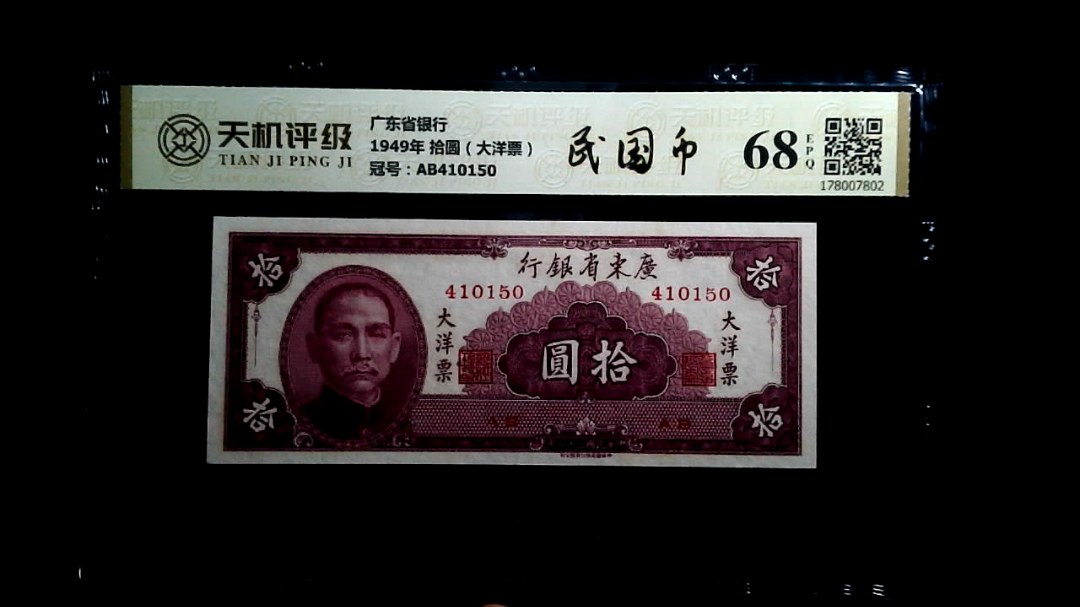 天机评级
TIAN JI PING JI
广东省银行
1949年 拾圆（大洋票）
冠号：AB410150
民国币
68
EPQ
178007802
行銀省東廣
410150 410150
拾 拾
大洋票
圓拾
大洋票
AB AB
拾 拾